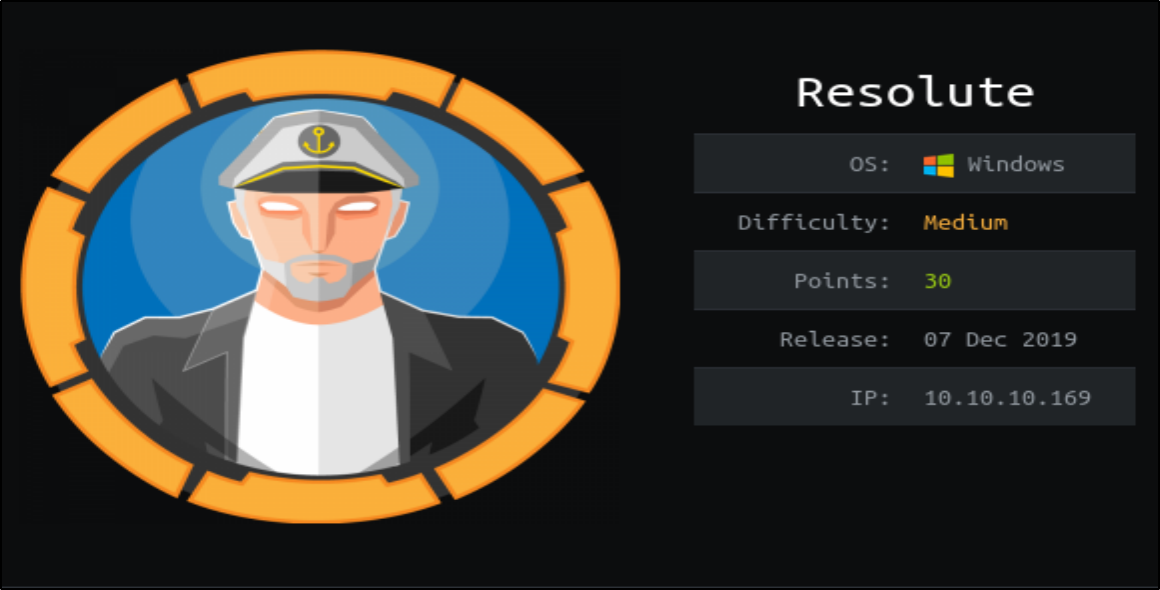 Resolute
OS: Windows
Difficulty: Medium
Points: 30
Release: 07 Dec 2019
IP: 10.10.10.169